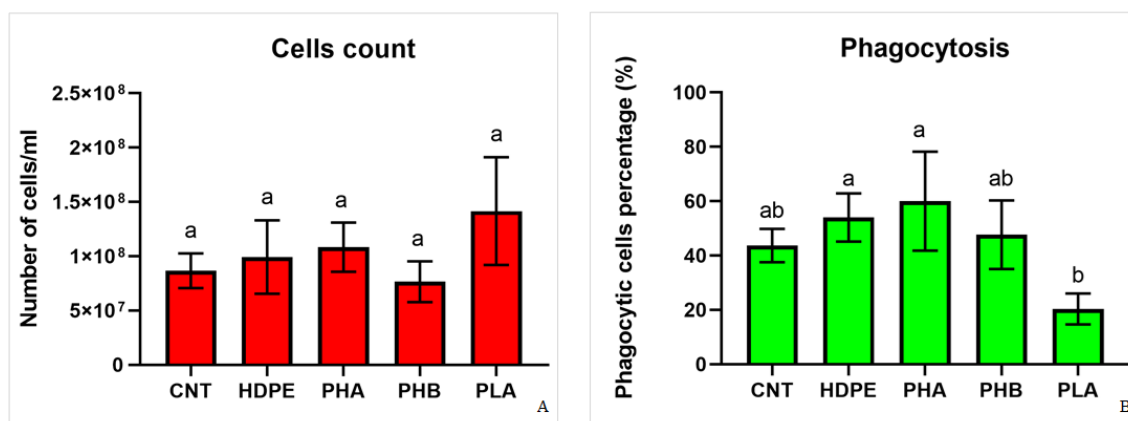 Cells count
Number of cells/ml
2.5×10⁸
2×10⁸
1.5×10⁸
1×10⁸
5×10⁷
0
a
a
a
a
a
CNT HDPE PHA PHB PLA
A
Phagocytosis
Phagocytic cells percentage (%)
100
80
60
40
20
0
ab
a
a
ab
b
CNT HDPE PHA PHB PLA
B